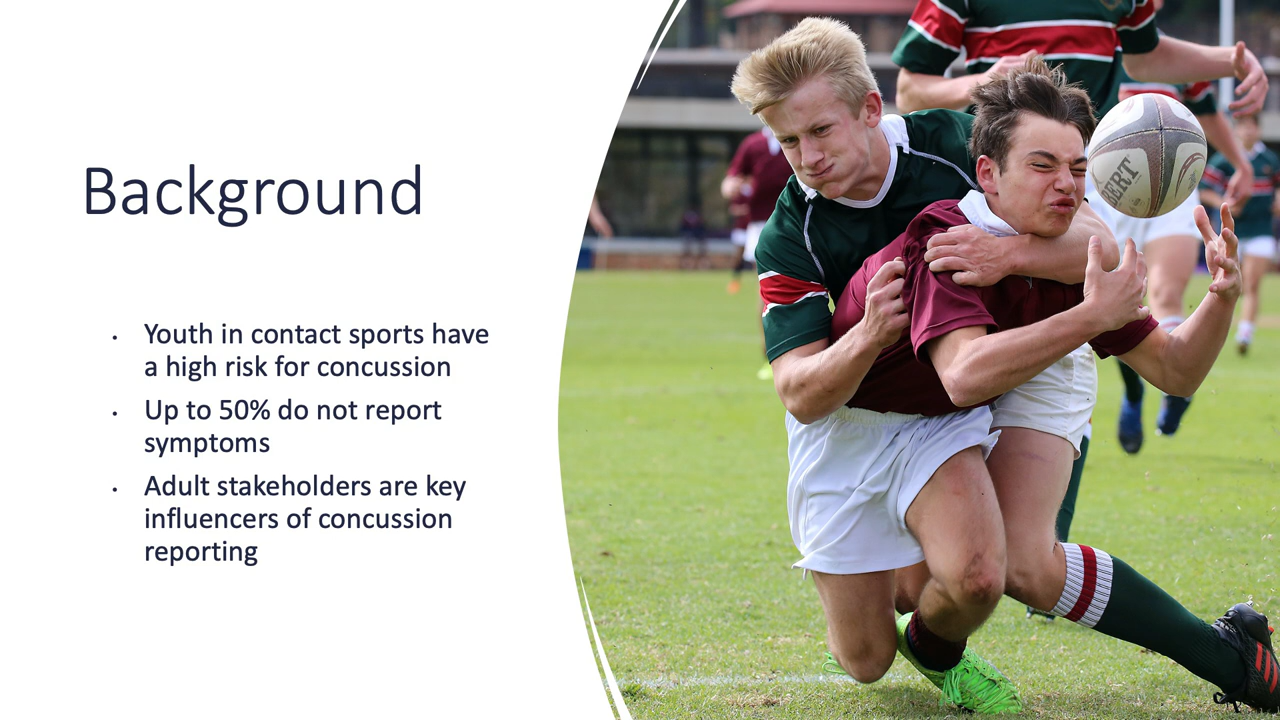 Background
• Youth in contact sports have
a high risk for concussion
• Up to 50% do not report
symptoms
• Adult stakeholders are key
influencers of concussion
reporting